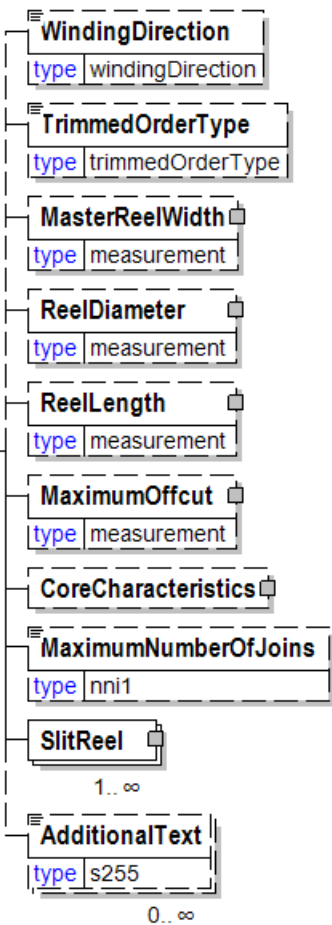 WindingDirection
type windingDirection
TrimmedOrderType
type trimmedOrderType
MasterReelWidth
type measurement
ReelDiameter
type measurement
ReelLength
type measurement
MaximumOffcut
type measurement
CoreCharacteristics
MaximumNumberOfJoins
type nni1
SlitReel
1.. ∞
AdditionalText
type s255
0.. ∞